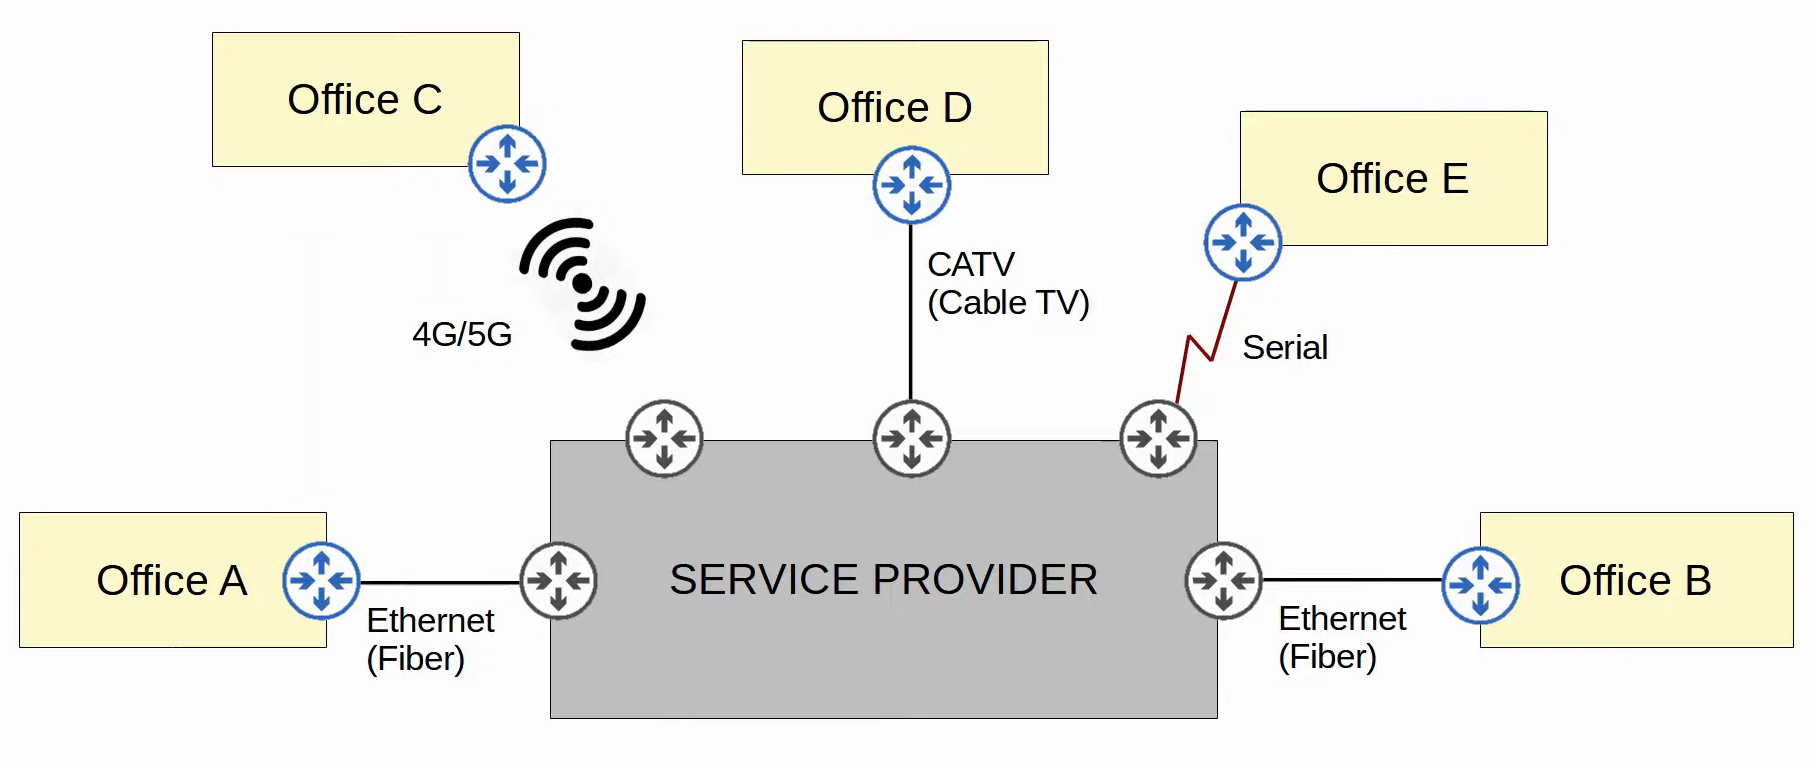 Office C
Office D
Office E
CATV
(Cable TV)
4G/5G
Serial
Office A
Ethernet
(Fiber)
SERVICE PROVIDER
Office B
Ethernet
(Fiber)